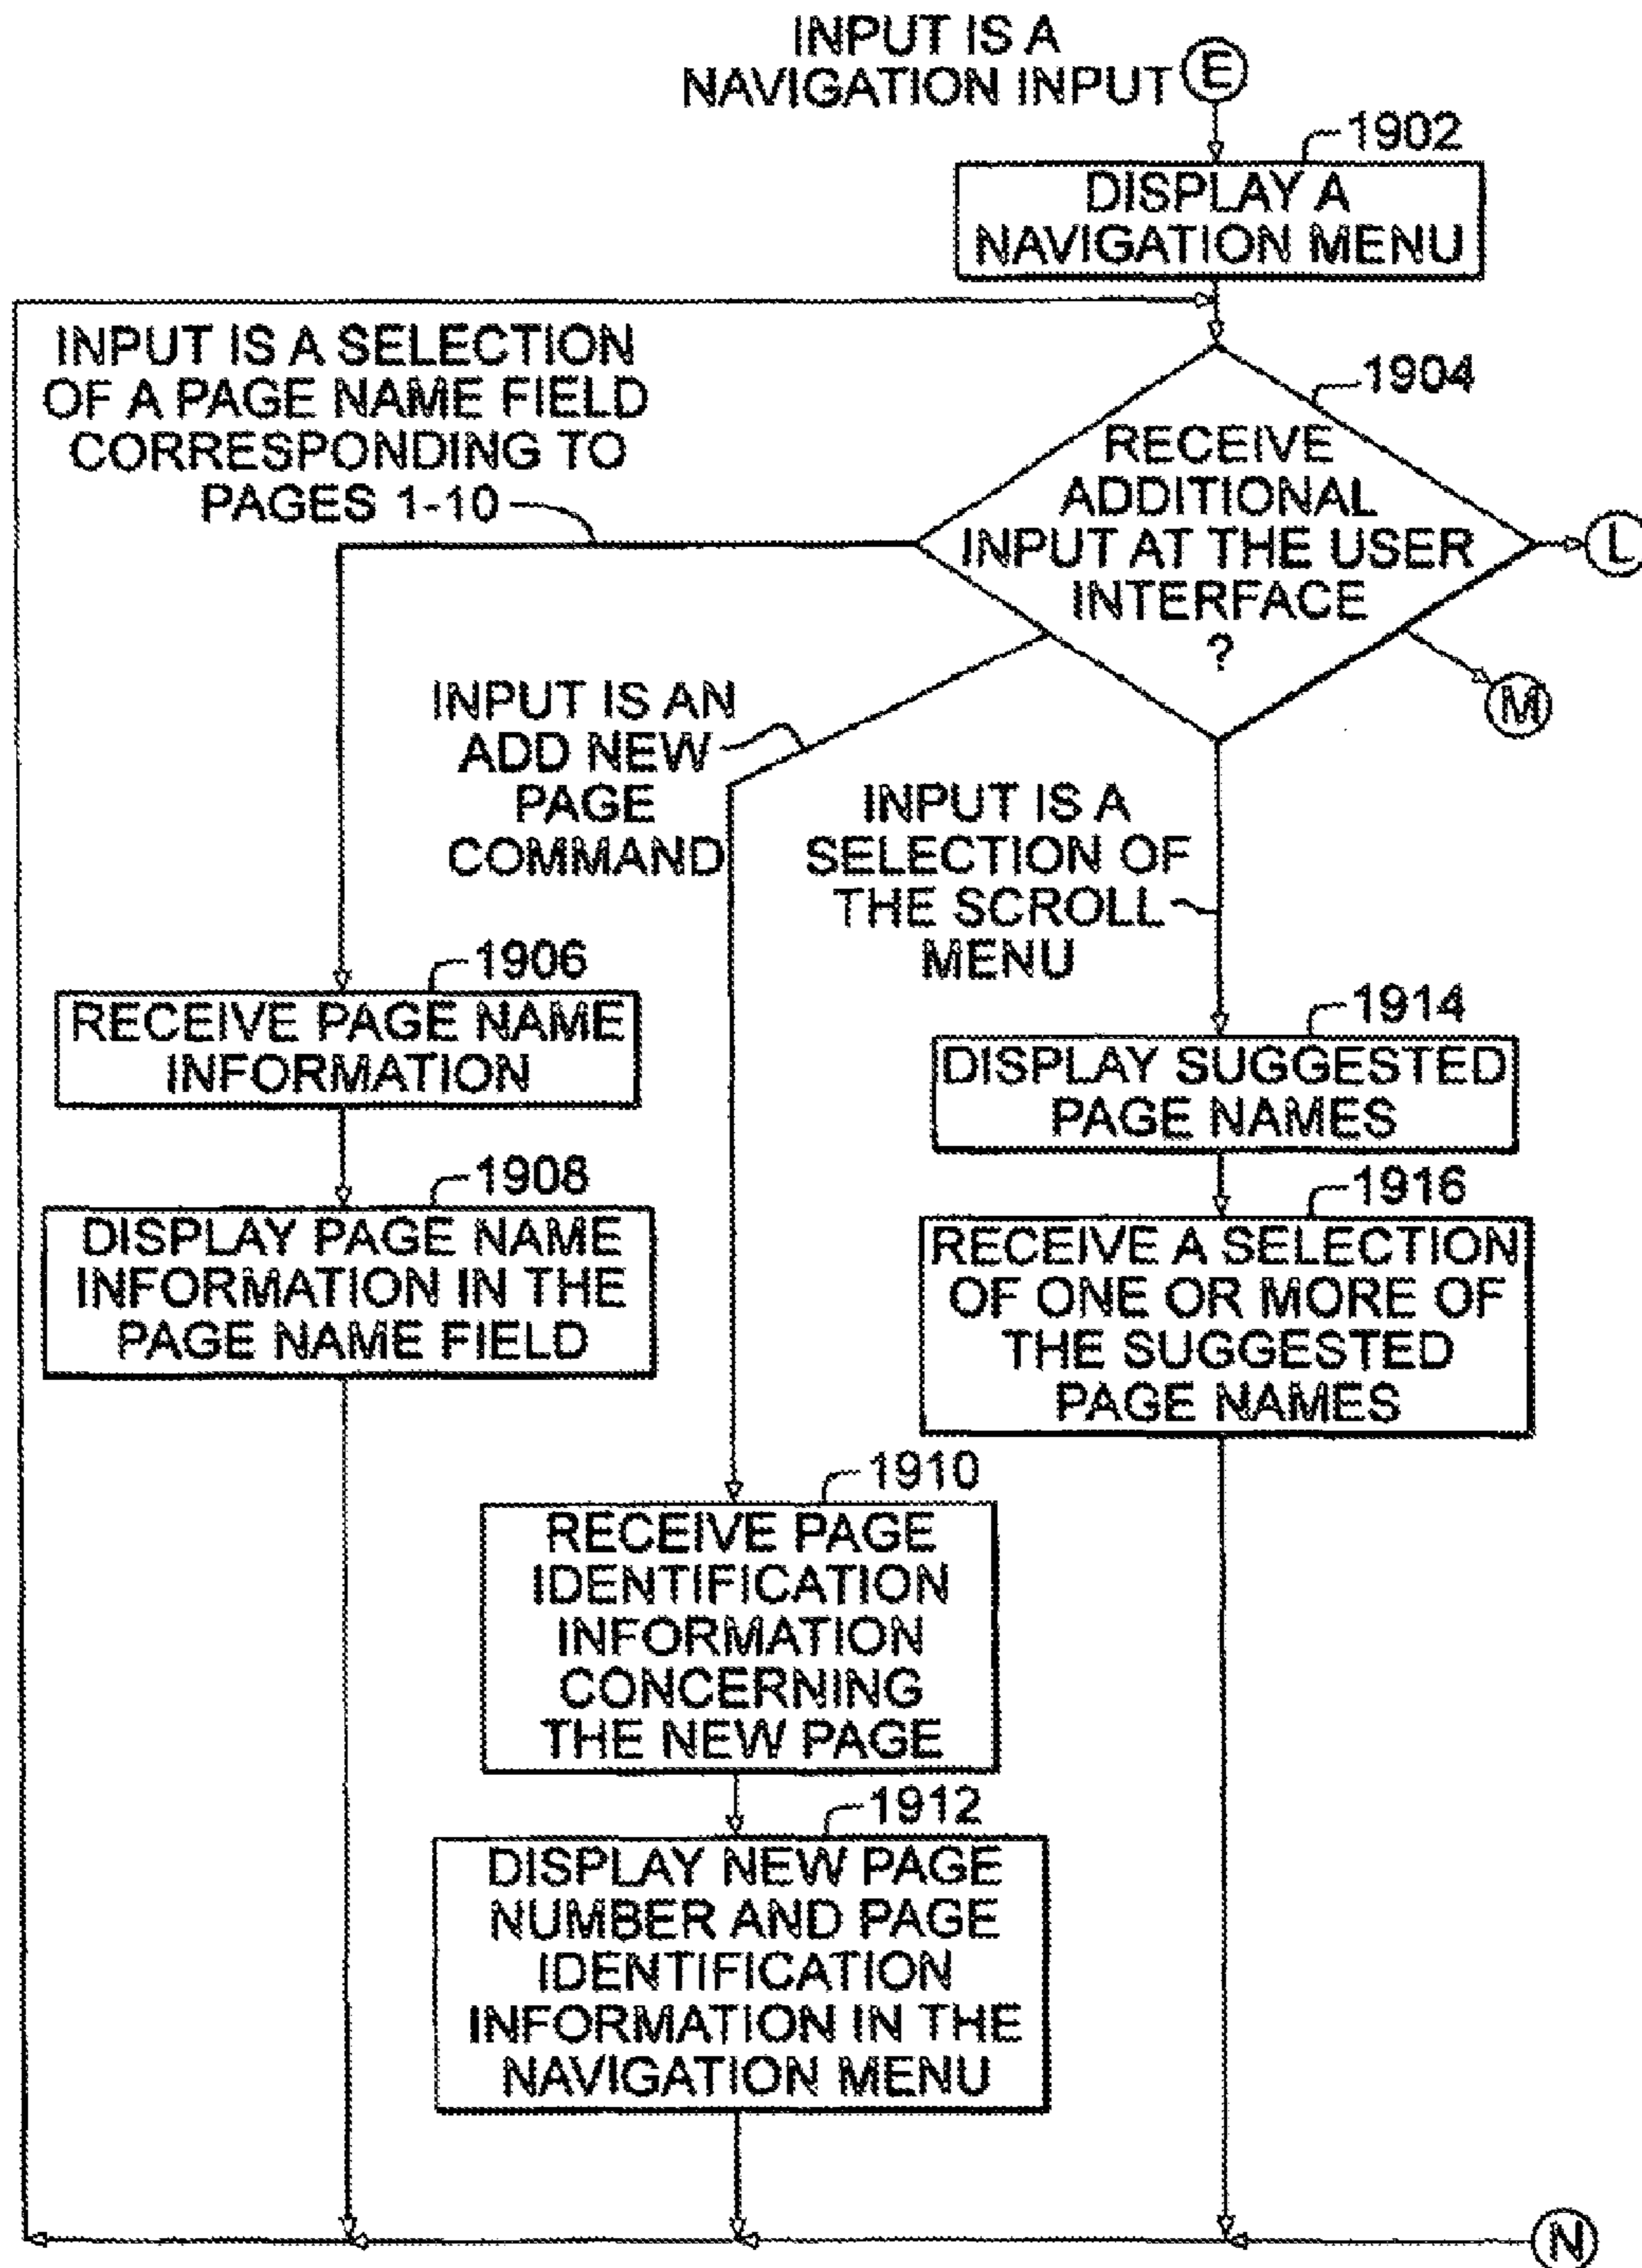 INPUT IS A
NAVIGATION INPUT
E
1902
DISPLAY A
NAVIGATION MENU
INPUT IS A SELECTION
OF A PAGE NAME FIELD
CORRESPONDING TO
PAGES 1-10
1904
RECEIVE
ADDITIONAL
INPUT AT THE USER
INTERFACE
?
L
M
INPUT IS AN
ADD NEW
PAGE
COMMAND
INPUT IS A
SELECTION OF
THE SCROLL
MENU
1906
RECEIVE PAGE NAME
INFORMATION
1908
DISPLAY PAGE NAME
INFORMATION IN THE
PAGE NAME FIELD
1914
DISPLAY SUGGESTED
PAGE NAMES
1916
RECEIVE A SELECTION
OF ONE OR MORE OF
THE SUGGESTED
PAGE NAMES
1910
RECEIVE PAGE
IDENTIFICATION
INFORMATION
CONCERNING
THE NEW PAGE
1912
DISPLAY NEW PAGE
NUMBER AND PAGE
IDENTIFICATION
INFORMATION IN THE
NAVIGATION MENU
N